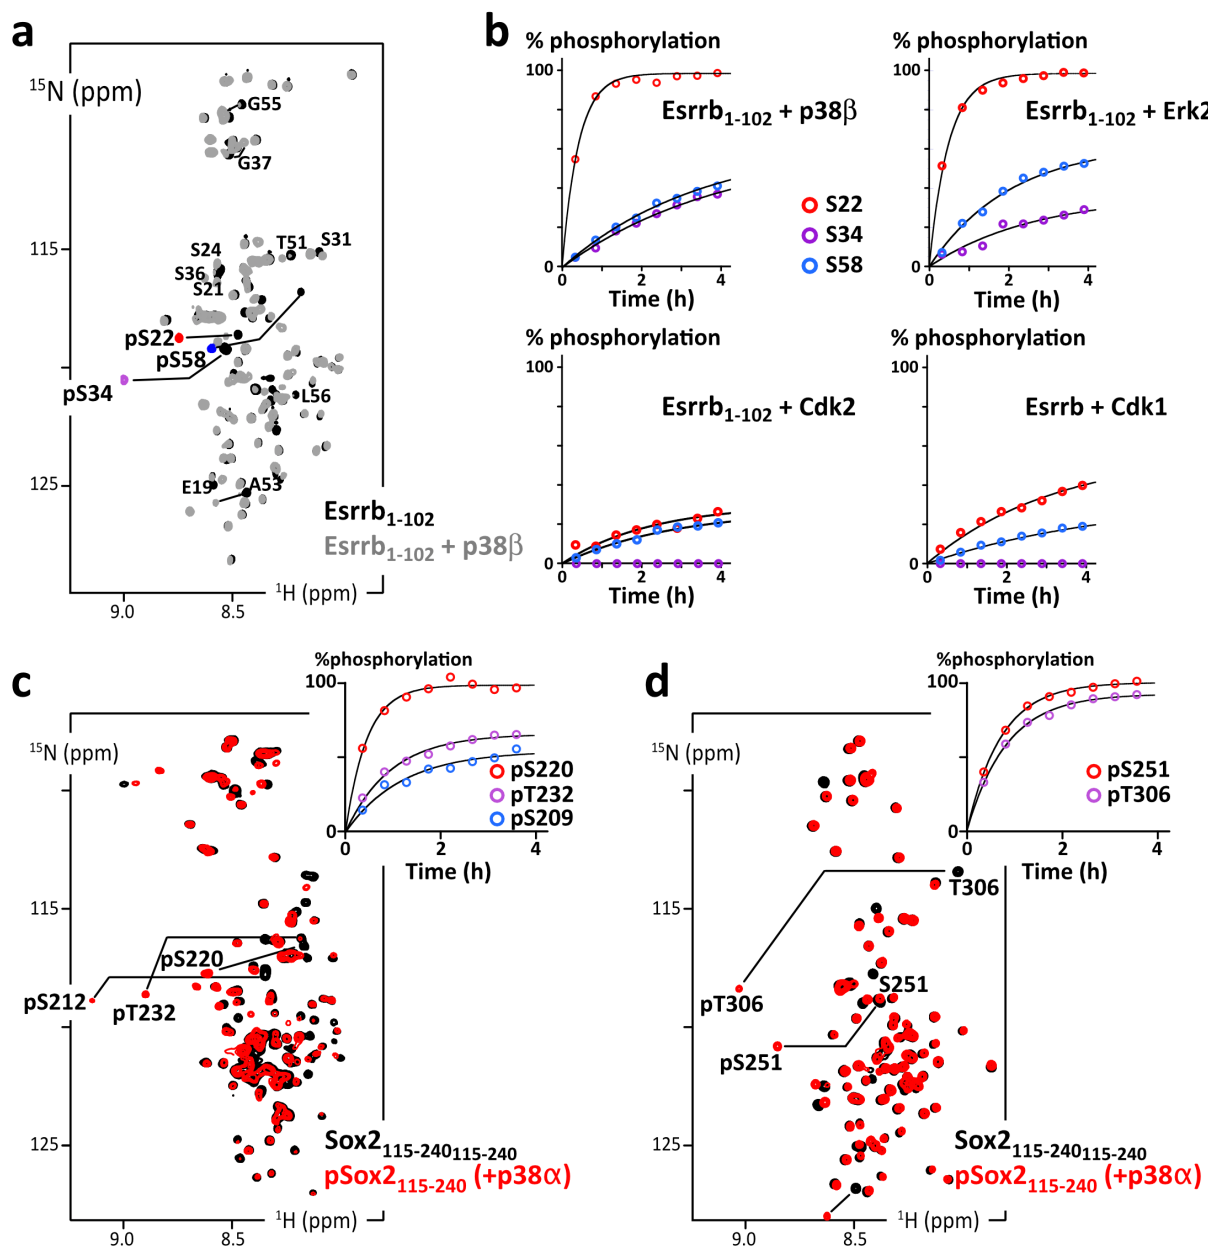 a
15N (ppm)
G55
G37
115
S24
T51
S31
S36
S21
pS22
pS58
pS34
L56
125
E19
A53
Esrrb1-102
Esrrb1-102 + p38β
1H (ppm)
9.0
8.5
b
% phosphorylation
100
Esrrb1-102 + p38β
0
0
2
4
Time (h)
% phosphorylation
100
Esrrb1-102 + Erk2
0
0
2
4
Time (h)
S22
S34
S58
% phosphorylation
100
Esrrb1-102 + Cdk2
0
0
2
4
Time (h)
% phosphorylation
100
Esrrb + Cdk1
0
0
2
4
Time (h)
c
%phosphorylation
100
pS220
pT232
pS209
0
0
2
4
Time (h)
15N (ppm)
115
pS220
pS212
pT232
125
Sox2115-240115-240
pSox2115-240 (+p38α)
1H (ppm)
9.0
8.5
d
%phosphorylation
100
pS251
pT306
0
0
2
4
Time (h)
15N (ppm)
T306
115
S251
pT306
pS251
125
Sox2115-240115-240
pSox2115-240 (+p38α)
1H (ppm)
9.0
8.5